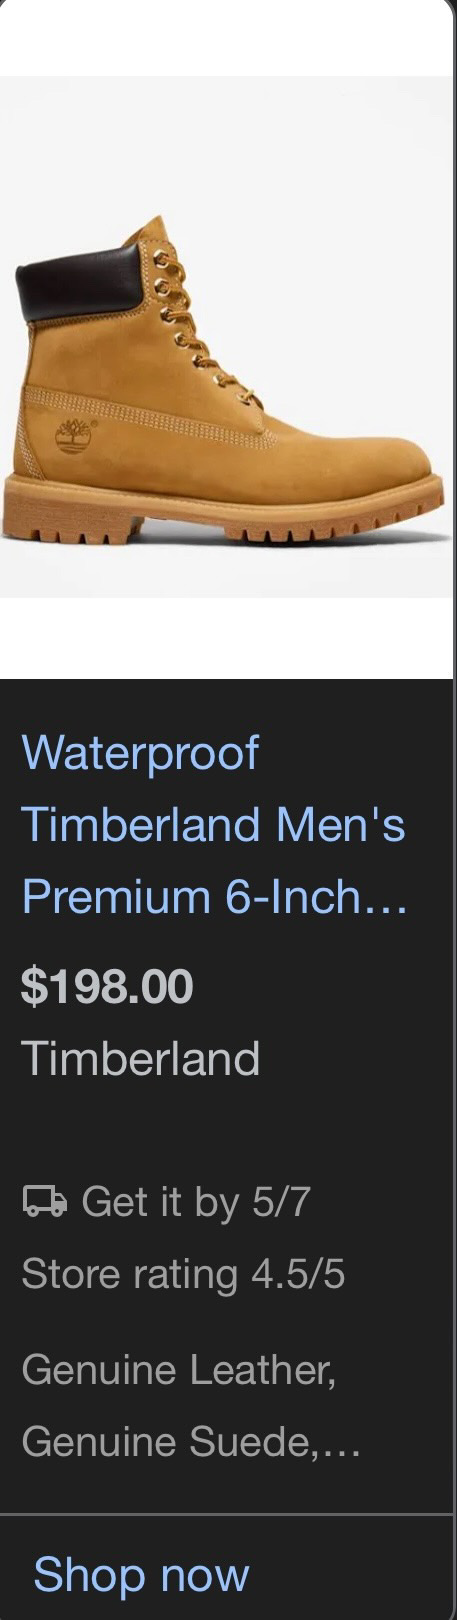 Waterproof
Timberland Men's
Premium 6-Inch...
$198.00
Timberland
Get it by 5/7
Store rating 4.5/5
Genuine Leather,
Genuine Suede,...
Shop now